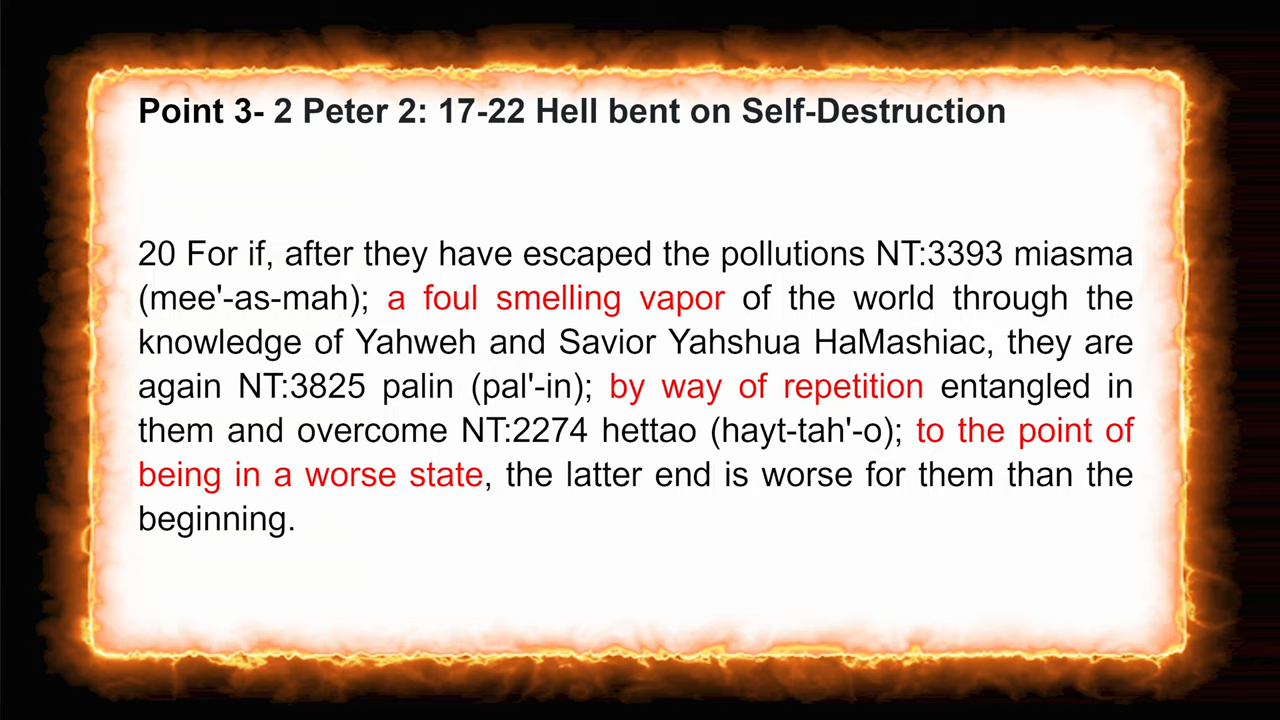 Point 3- 2 Peter 2: 17-22 Hell bent on Self-Destruction
20 For if, after they have escaped the pollutions NT:3393 miasma
(mee'-as-mah); a foul smelling vapor of the world through the
knowledge of Yahweh and Savior Yahshua HaMashiac, they are
again NT:3825 palin (pal'-in); by way of repetition entangled in
them and overcome NT:2274 hettao (hayt-tah'-o); to the point of
being in a worse state, the latter end is worse for them than the
beginning.